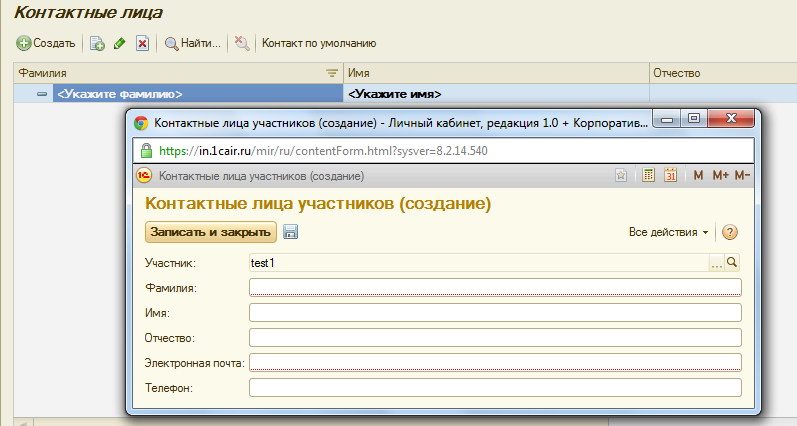 Контактные лица
Создать Найти... Контакт по умолчанию
Фамилия Имя Отчество
<Укажите фамилию> <Укажите имя>
Контактные лица участников (создание) - Личный кабинет, редакция 1.0 + Корпоратив...
https://in.1cair.ru/mir/ru/contentForm.html?sysver=8.2.14.540
1С Контактные лица участников (создание) 31 M M+ M-
Контактные лица участников (создание)
Записать и закрыть Все действия ?
Участник: test1 ...
Фамилия:
Имя:
Отчество:
Электронная почта:
Телефон: